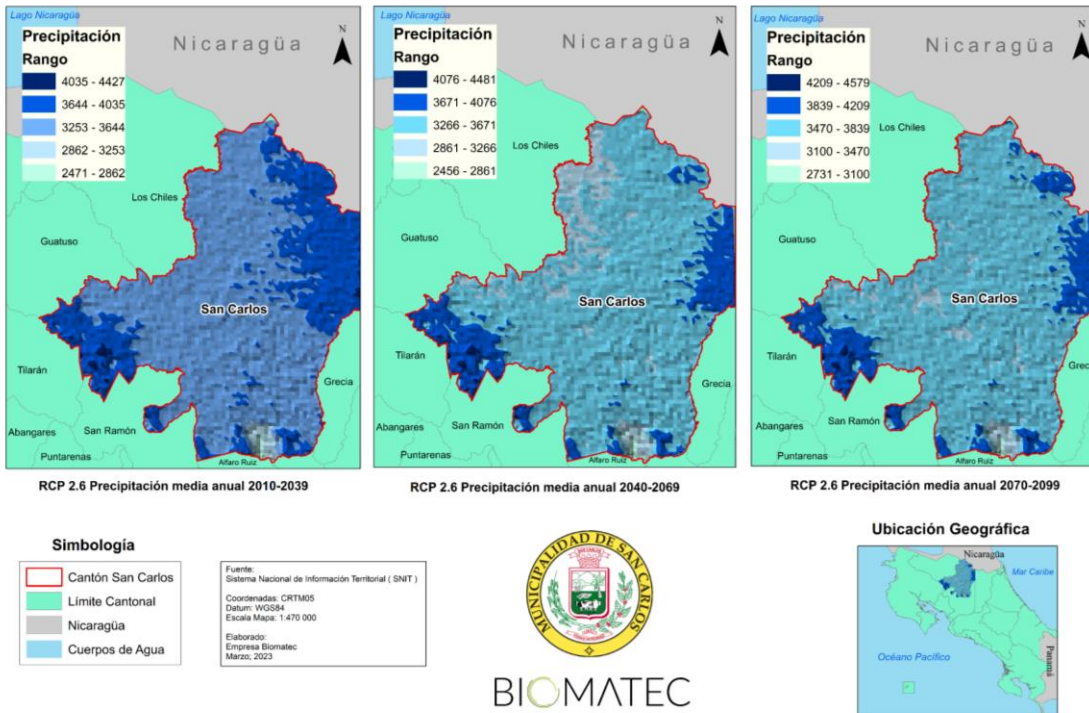 Lago Nicaragüa
Nicaragüa
N
Precipitación
Rango
4035 - 4427
3644 - 4035
3253 - 3644
2862 - 3253
2471 - 2862
Los Chiles
Guatuso
San Carlos
Tilarán
Grecia
Abangares
San Ramón
Puntarenas
Alfaro Ruiz
RCP 2.6 Precipitación media anual 2010-2039
Lago Nicaragüa
Nicaragüa
N
Precipitación
Rango
4076 - 4481
3671 - 4076
3266 - 3671
2861 - 3266
2456 - 2861
Los Chiles
Guatuso
San Carlos
Tilarán
Grecia
Abangares
San Ramón
Puntarenas
Alfaro Ruiz
RCP 2.6 Precipitación media anual 2040-2069
Lago Nicaragüa
Nicaragüa
N
Precipitación
Rango
4209 - 4579
3839 - 4209
3470 - 3839
3100 - 3470
2731 - 3100
Los Chiles
Guatuso
San Carlos
Tilarán
Grecia
Abangares
San Ramón
Puntarenas
Alfaro Ruiz
RCP 2.6 Precipitación media anual 2070-2099
Simbología
Cantón San Carlos
Límite Cantonal
Nicaragüa
Cuerpos de Agua
Fuente:
Sistema Nacional de Información Territorial ( SNIT )
Coordenadas: CRTM05
Datum: WGS84
Escala Mapa: 1:470 000
Elaborado:
Empresa Biomatec
Marzo; 2023
MUNICIPALIDAD DE SAN CARLOS
BIOMATEC
Ubicación Geográfica
Nicaragüa
Mar Caribe
Océano Pacífico
Panamá